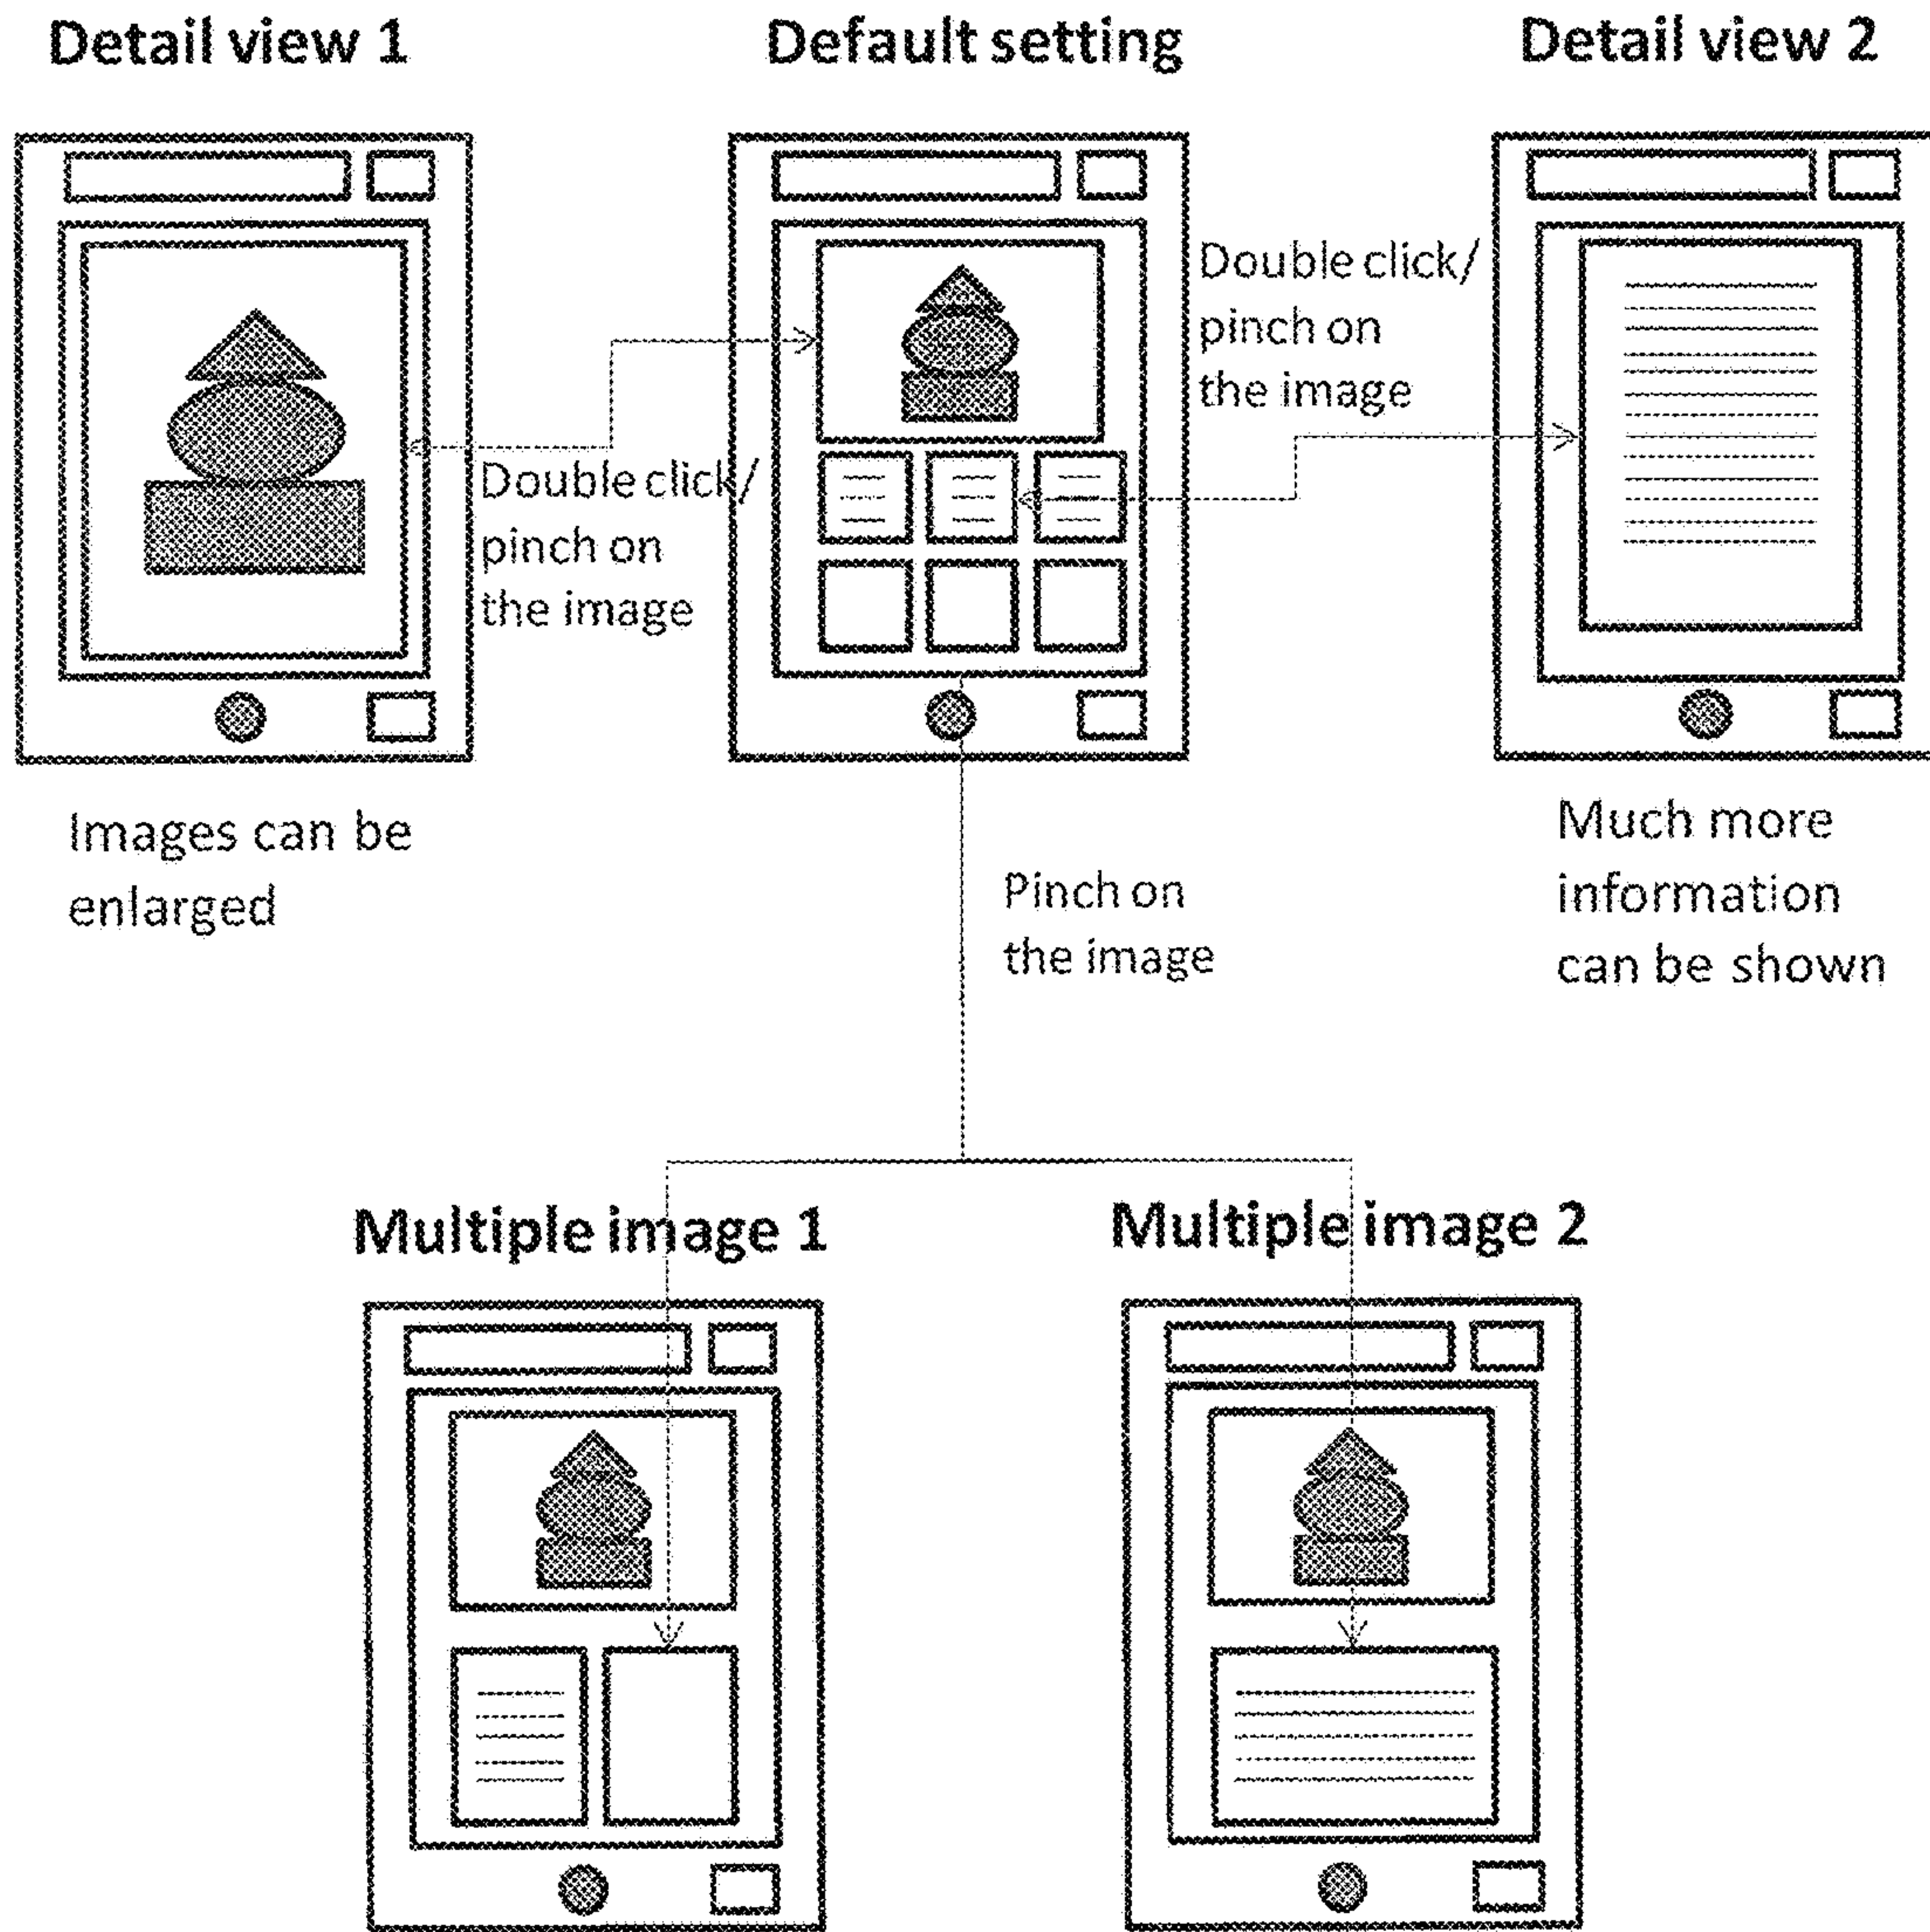 Detail view 1
Default setting
Detail view 2
Double click/
pinch on
the image
Double click/
pinch on
the image
Images can be
enlarged
Much more
information
can be shown
Pinch on
the image
Multiple image 1
Multiple image 2